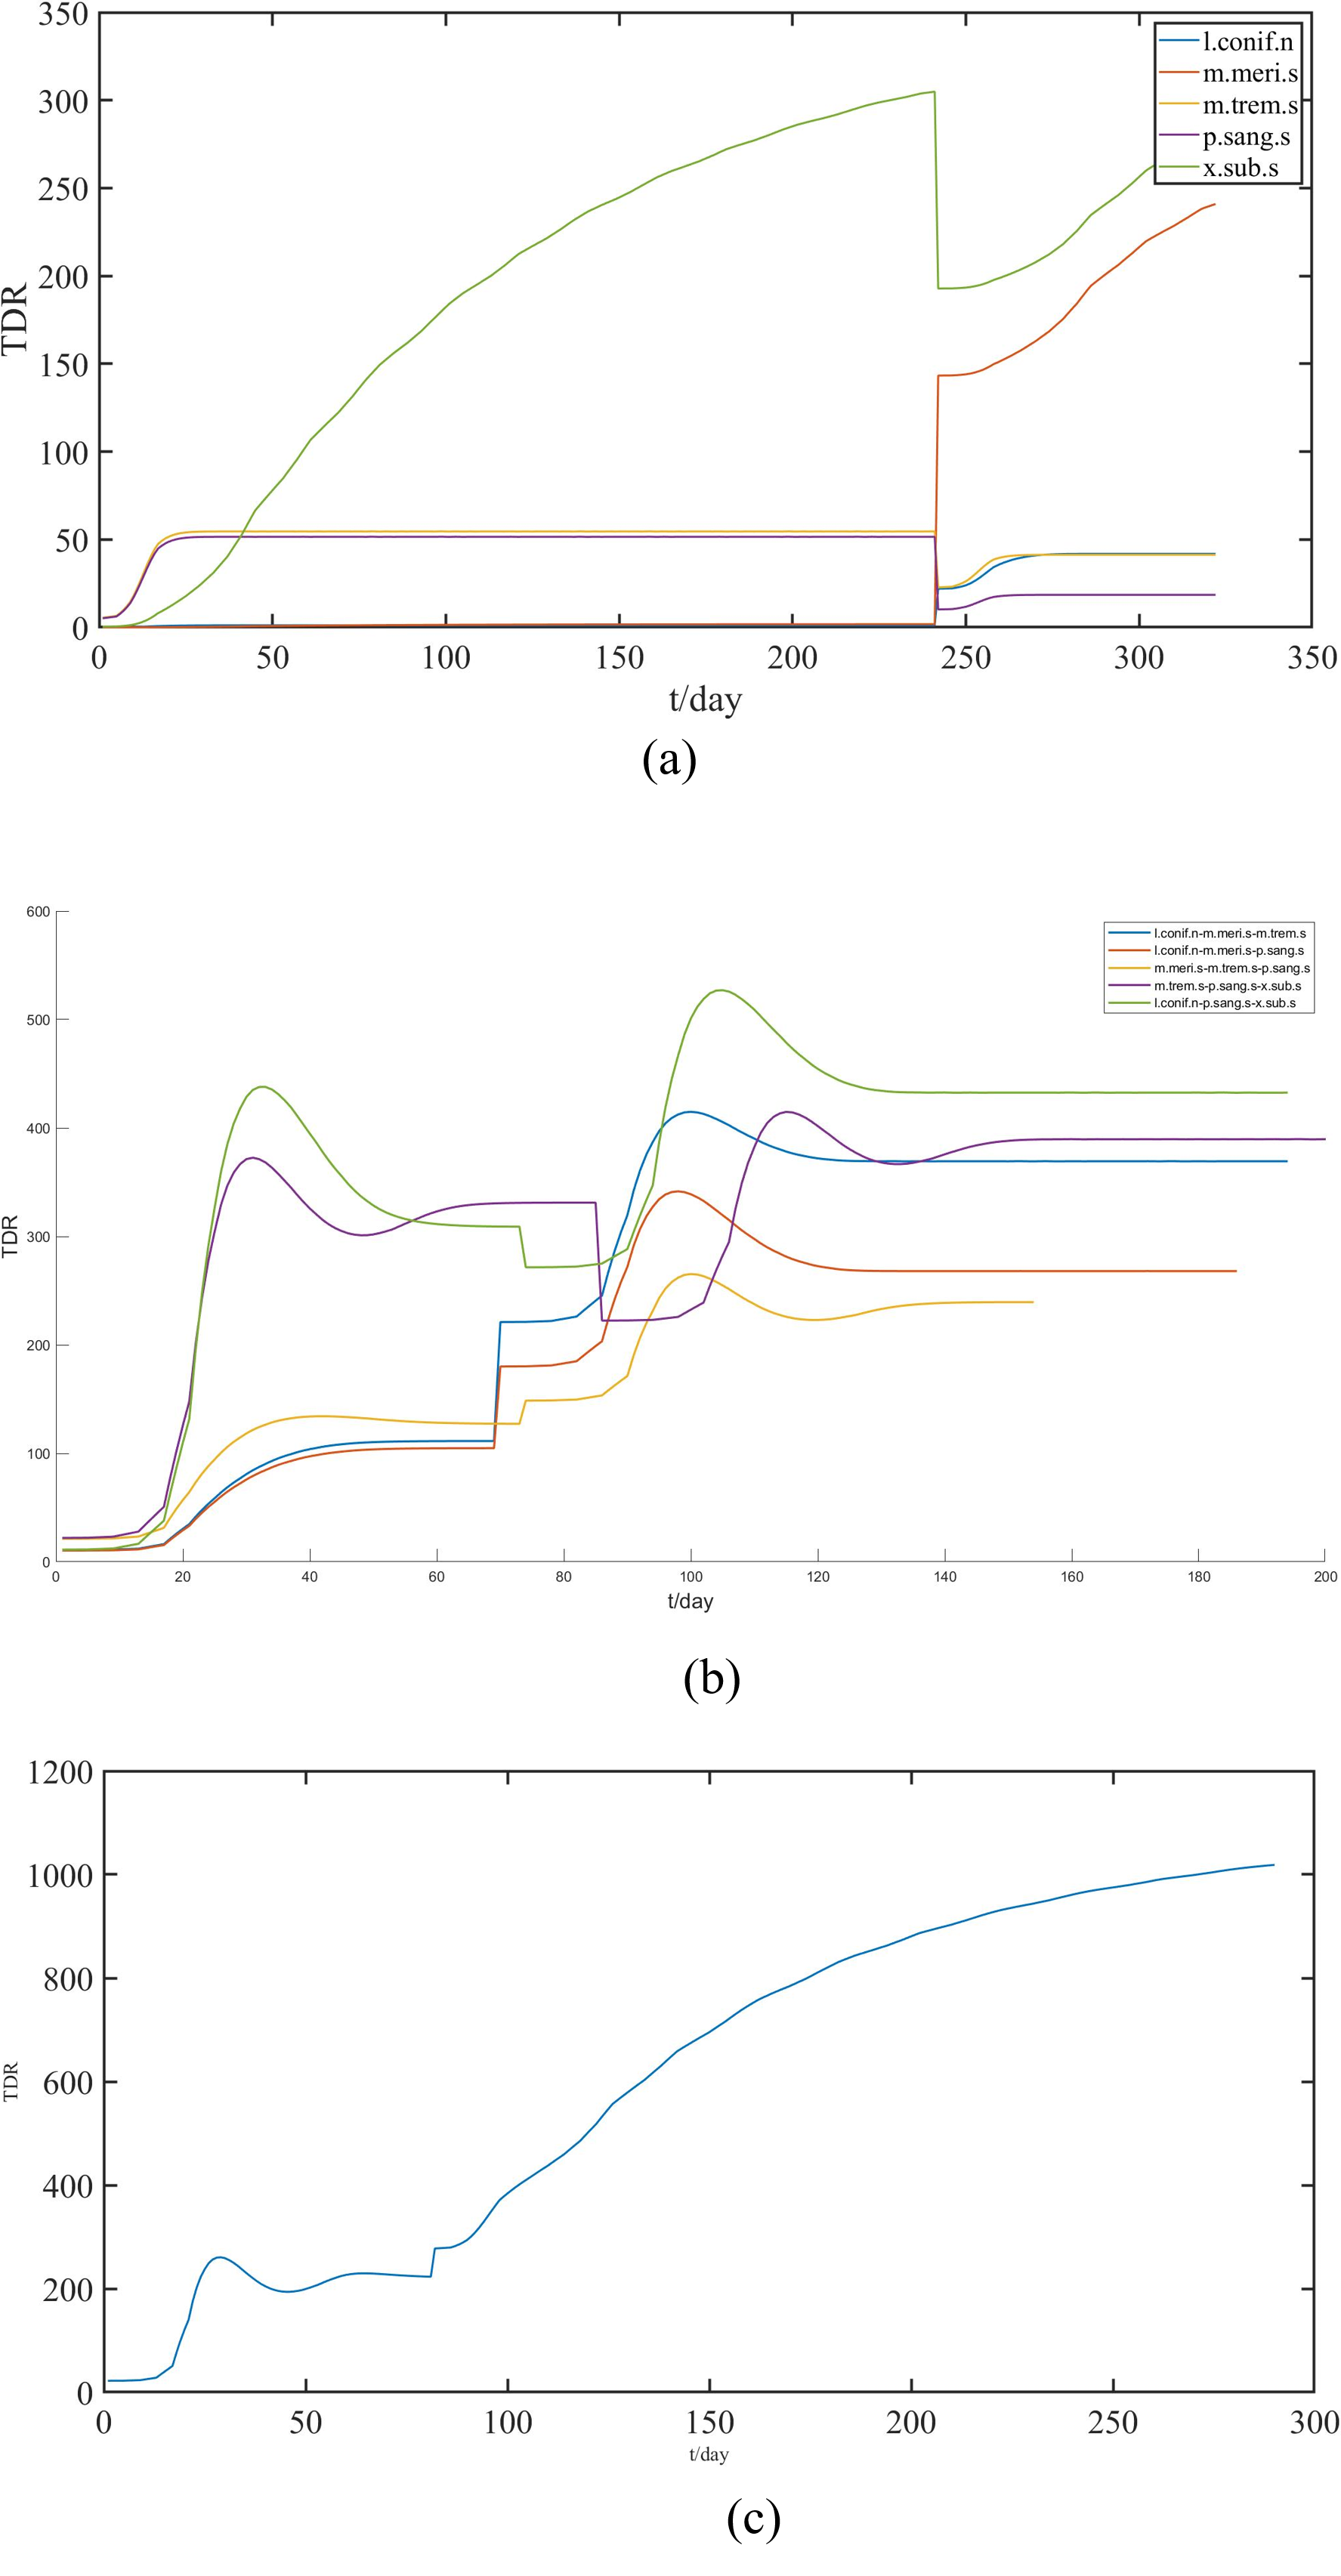 350
300
250
200
150
100
50
0
TDR
l.conif.n
m.meri.s
m.trem.s
p.sang.s
x.sub.s
0 50 100 150 200 250 300 350
t/day
(a)
600
500
400
300
200
100
0
TDR
l.conif.n-m.meri.s-m.trem.s
l.conif.n-m.meri.s-p.sang.s
m.meri.s-m.trem.s-p.sang.s
m.trem.s-p.sang.s-x.sub.s
l.conif.n-p.sang.s-x.sub.s
0 20 40 60 80 100 120 140 160 180 200
t/day
(b)
1200
1000
800
600
400
200
0
TDR
0 50 100 150 200 250 300
t/day
(c)